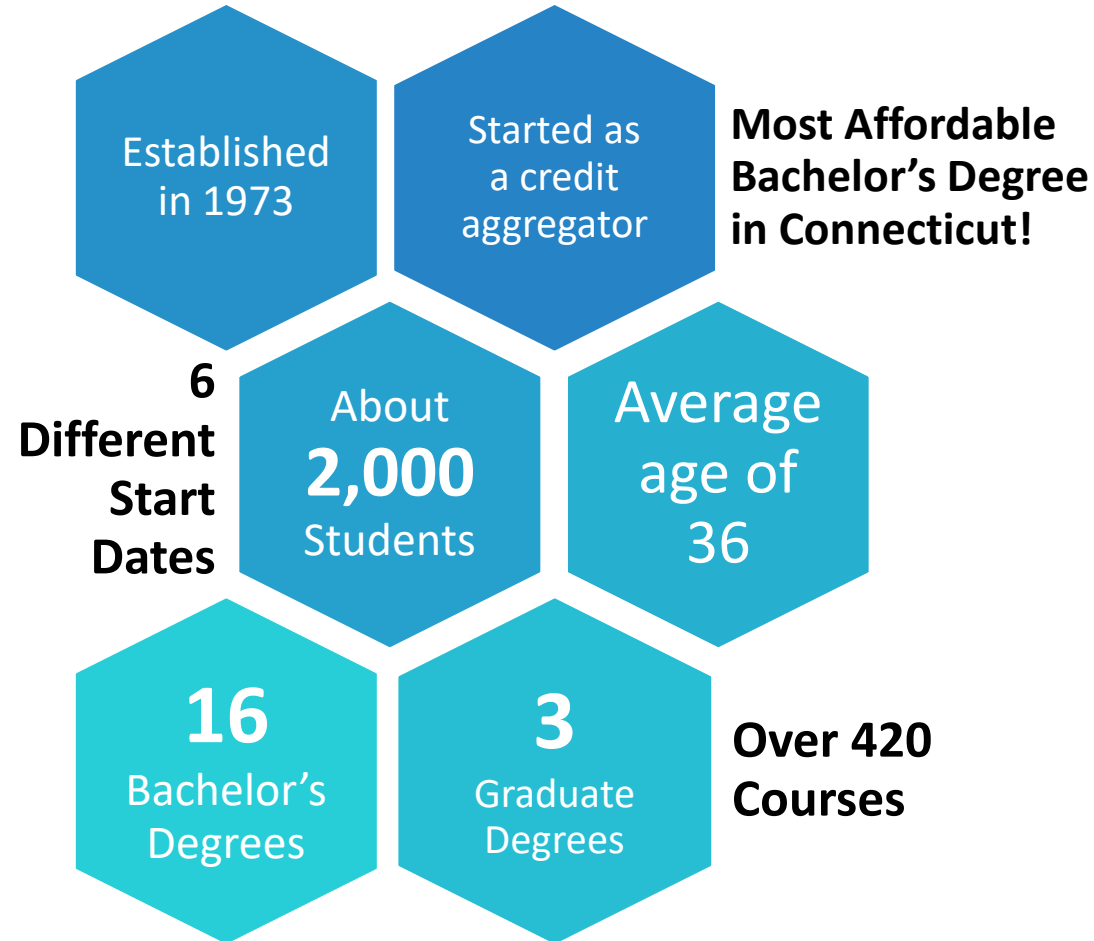 Established
in 1973
Started as
a credit
aggregator
Most Affordable
Bachelor’s Degree
in Connecticut!
6
Different
Start
Dates
About
2,000
Students
Average
age of
36
16
Bachelor’s
Degrees
3
Graduate
Degrees
Over 420
Courses